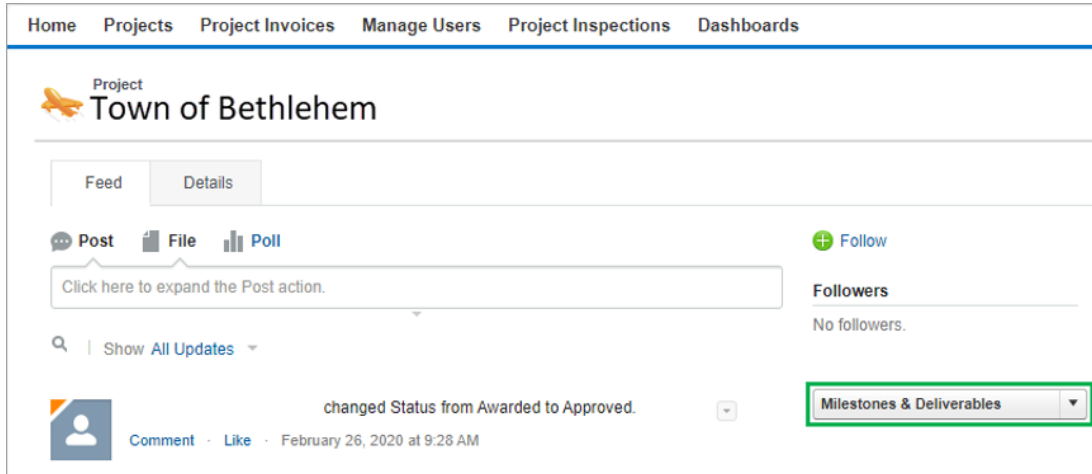 Home Projects Project Invoices Manage Users Project Inspections Dashboards
Project
Town of Bethlehem
Feed Details
Post File Poll
Click here to expand the Post action.
Show All Updates
changed Status from Awarded to Approved.
Comment · Like · February 26, 2020 at 9:28 AM
Follow
Followers
No followers.
Milestones & Deliverables